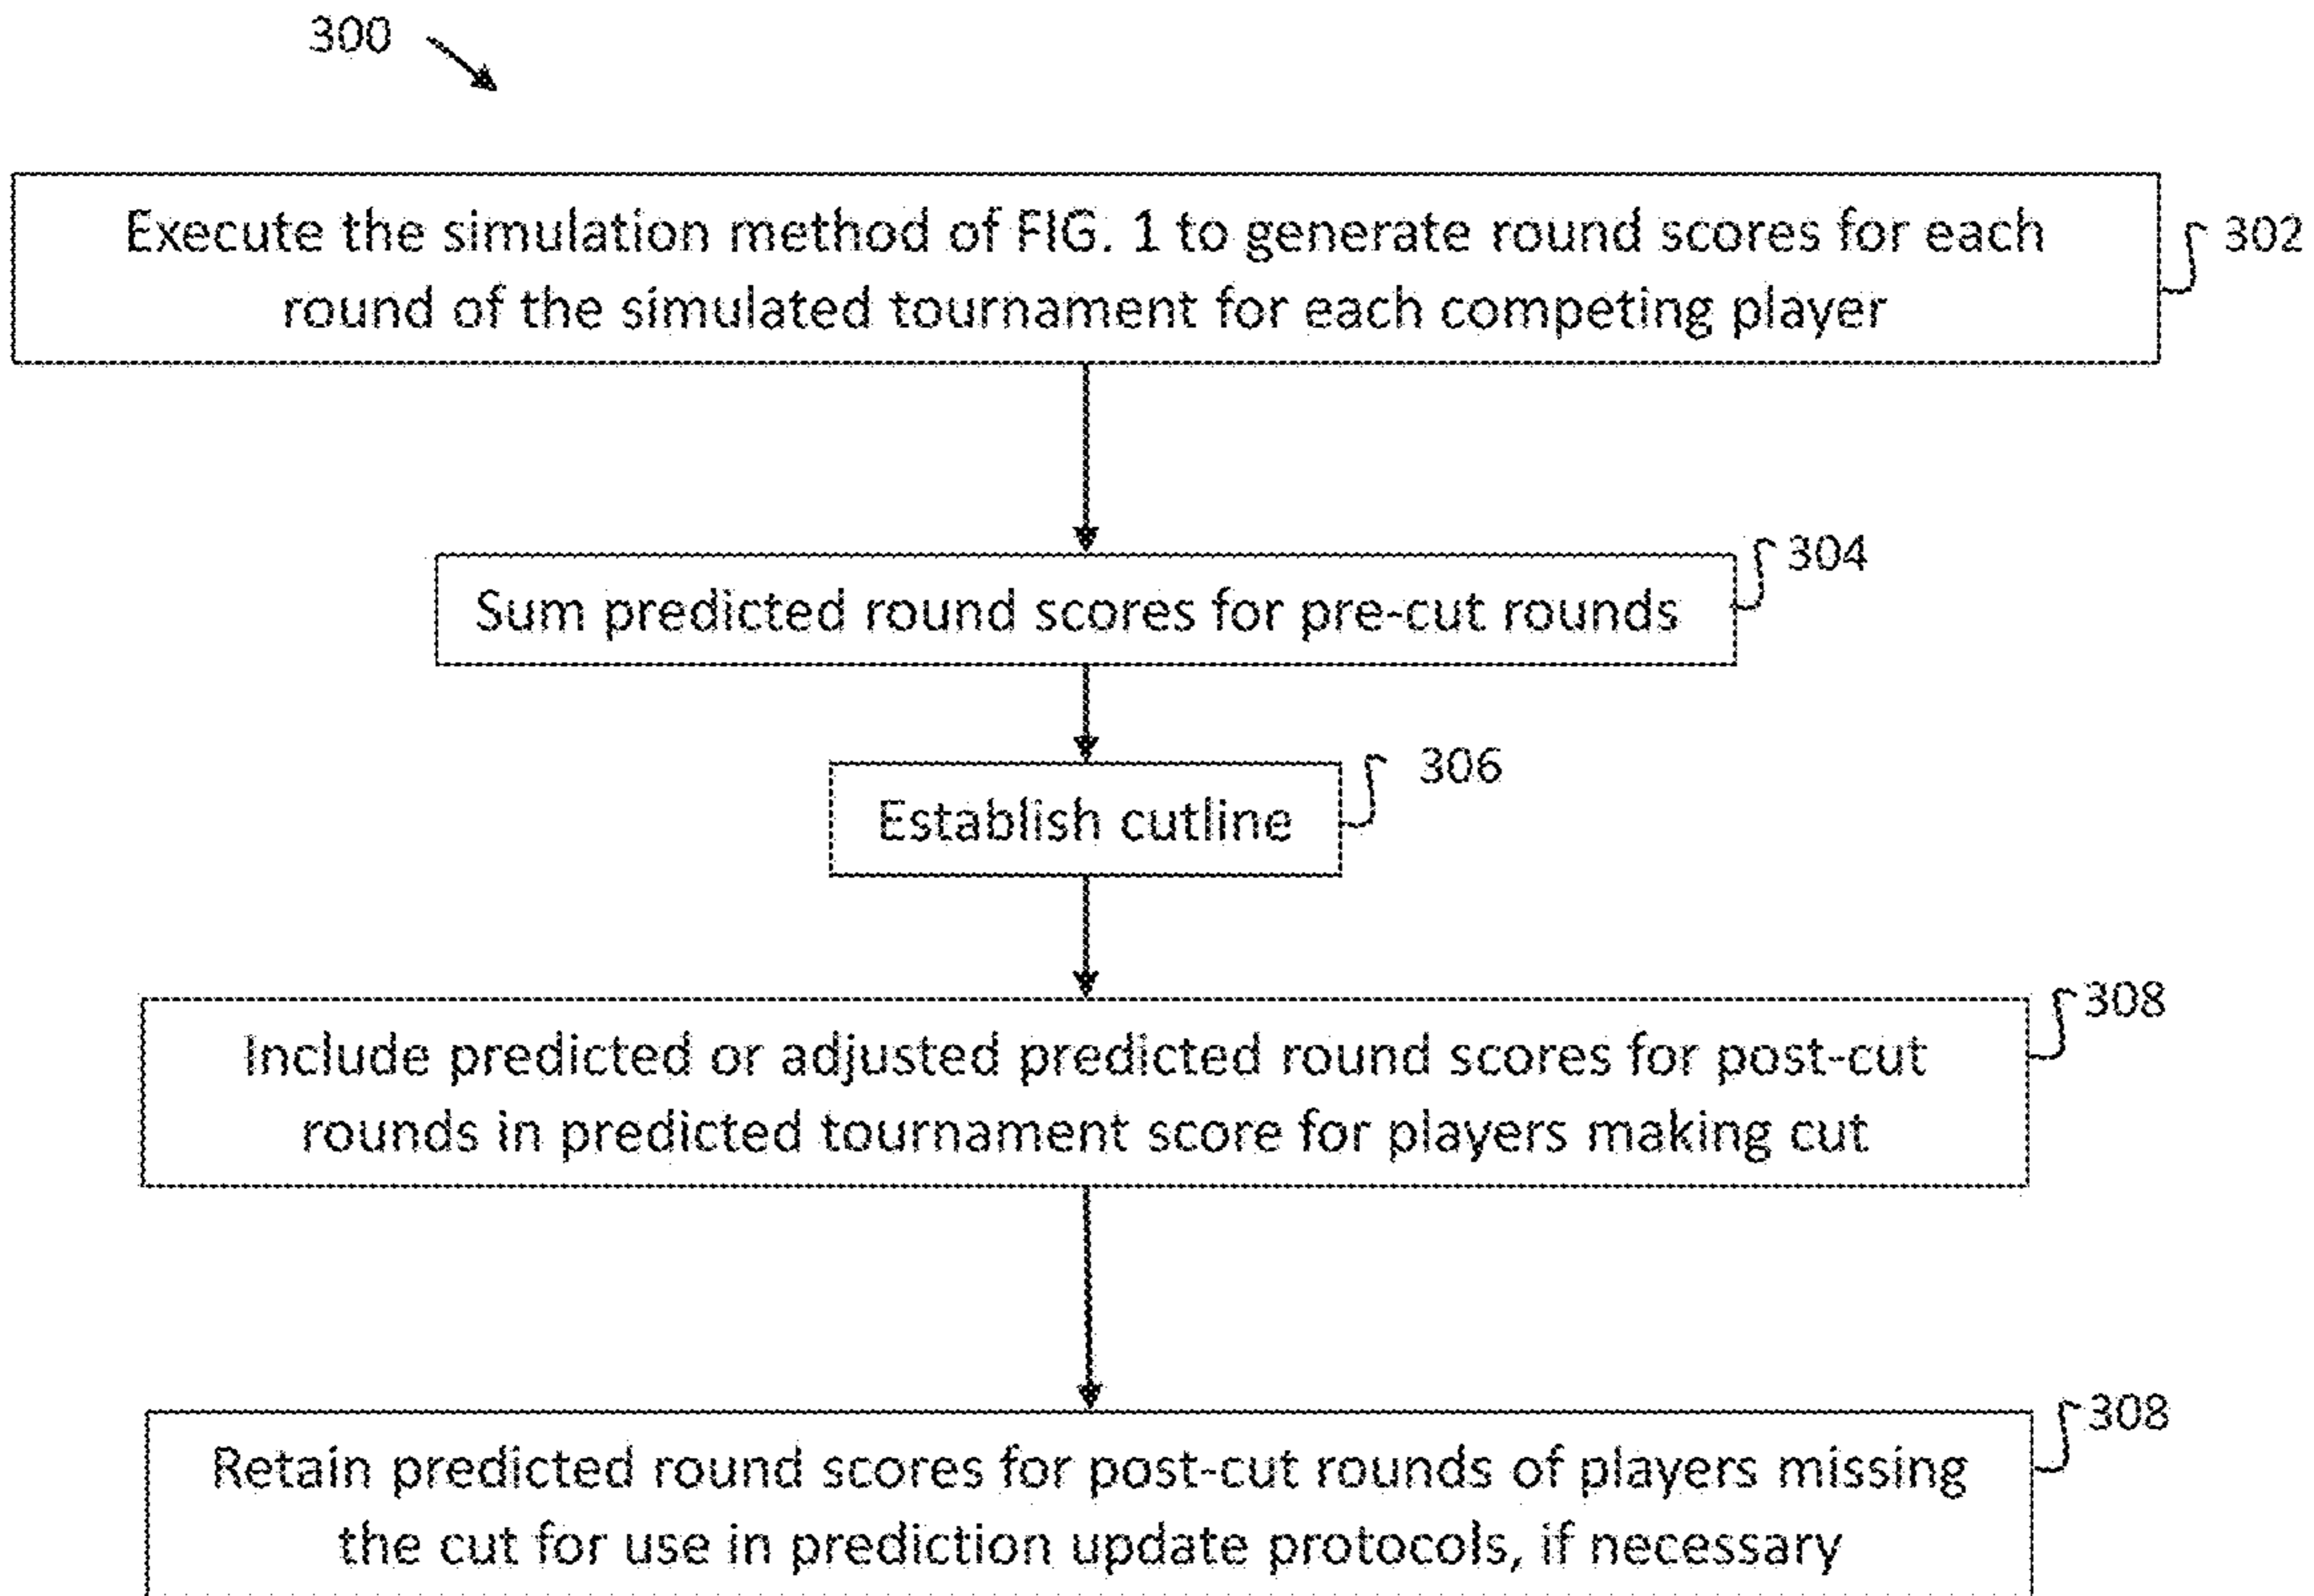 300
Execute the simulation method of FIG. 1 to generate round scores for each
round of the simulated tournament for each competing player
302
Sum predicted round scores for pre-cut rounds
304
Establish cutline
306
Include predicted or adjusted predicted round scores for post-cut
rounds in predicted tournament score for players making cut
308
Retain predicted round scores for post-cut rounds of players missing
the cut for use in prediction update protocols, if necessary
308